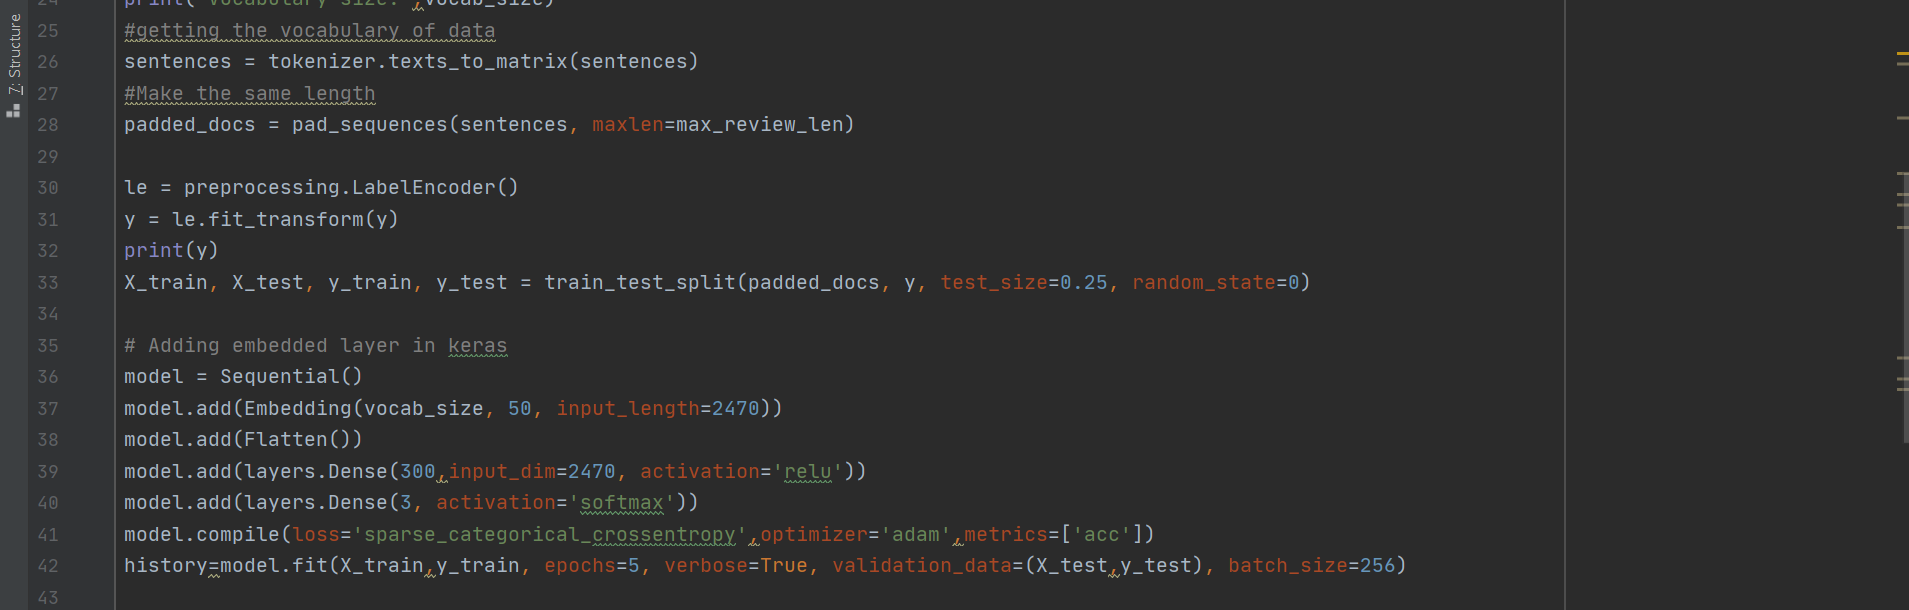 7: Structure
24 print("Vocabulary size: ",vocab_size)
25 #getting the vocabulary of data
26 sentences = tokenizer.texts_to_matrix(sentences)
27 #Make the same length
28 padded_docs = pad_sequences(sentences, maxlen=max_review_len)
29
30 le = preprocessing.LabelEncoder()
31 y = le.fit_transform(y)
32 print(y)
33 X_train, X_test, y_train, y_test = train_test_split(padded_docs, y, test_size=0.25, random_state=0)
34
35 # Adding embedded layer in keras
36 model = Sequential()
37 model.add(Embedding(vocab_size, 50, input_length=2470))
38 model.add(Flatten())
39 model.add(layers.Dense(300,input_dim=2470, activation='relu'))
40 model.add(layers.Dense(3, activation='softmax'))
41 model.compile(loss='sparse_categorical_crossentropy',optimizer='adam',metrics=['acc'])
42 history=model.fit(X_train,y_train, epochs=5, verbose=True, validation_data=(X_test,y_test), batch_size=256)
43